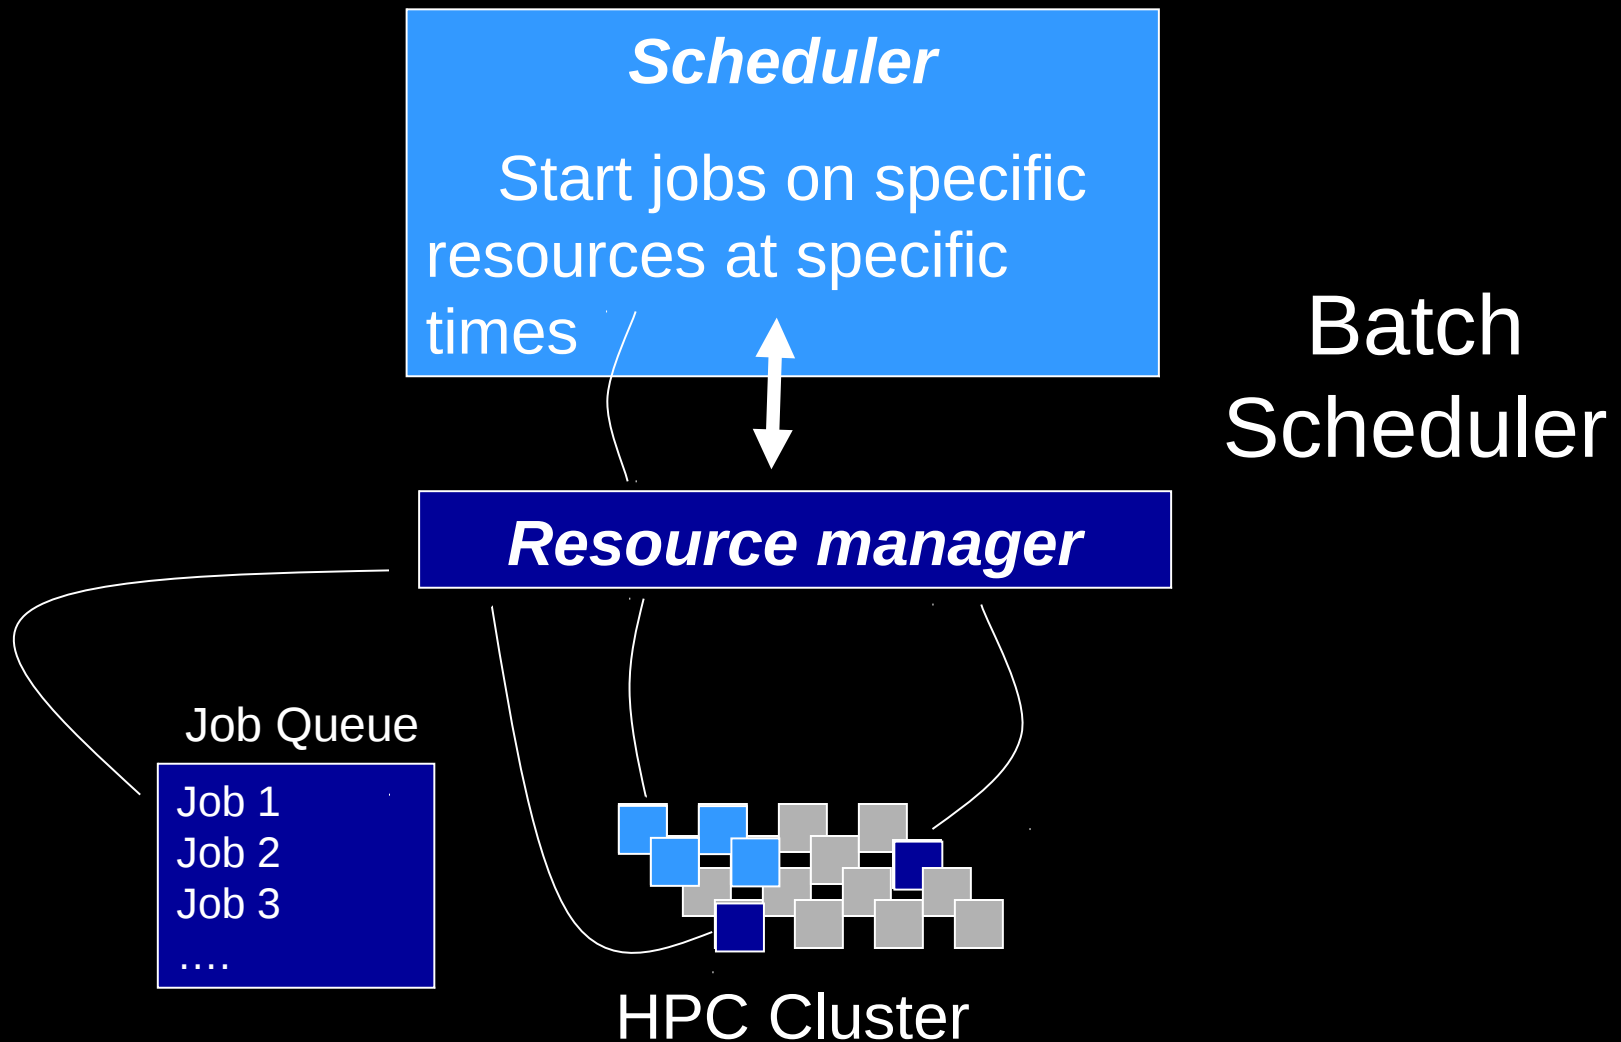 Scheduler
Start jobs on specific
resources at specific
times
Batch
Scheduler
Resource manager
Job Queue
Job 1
Job 2
Job 3
….
HPC Cluster